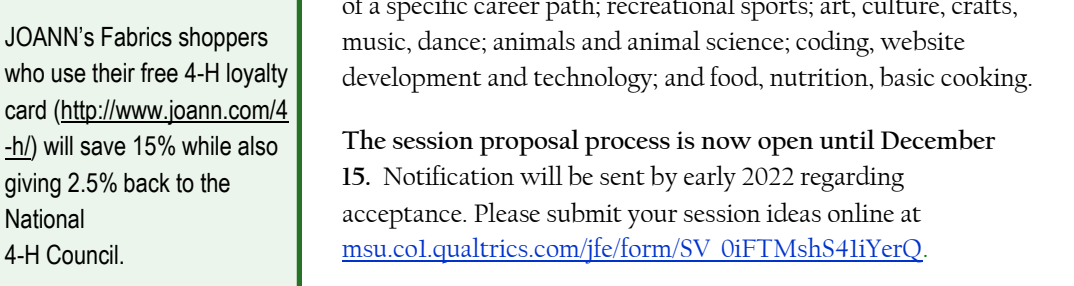 JOANN’s Fabrics shoppers
who use their free 4-H loyalty
card (http://www.joann.com/4
-h/) will save 15% while also
giving 2.5% back to the
National
4-H Council.
of a specific career path; recreational sports; art, culture, crafts,
music, dance; animals and animal science; coding, website
development and technology; and food, nutrition, basic cooking.
The session proposal process is now open until December
15.  Notification will be sent by early 2022 regarding
acceptance. Please submit your session ideas online at
msu.co1.qualtrics.com/jfe/form/SV_0iFTMshS41iYerQ.